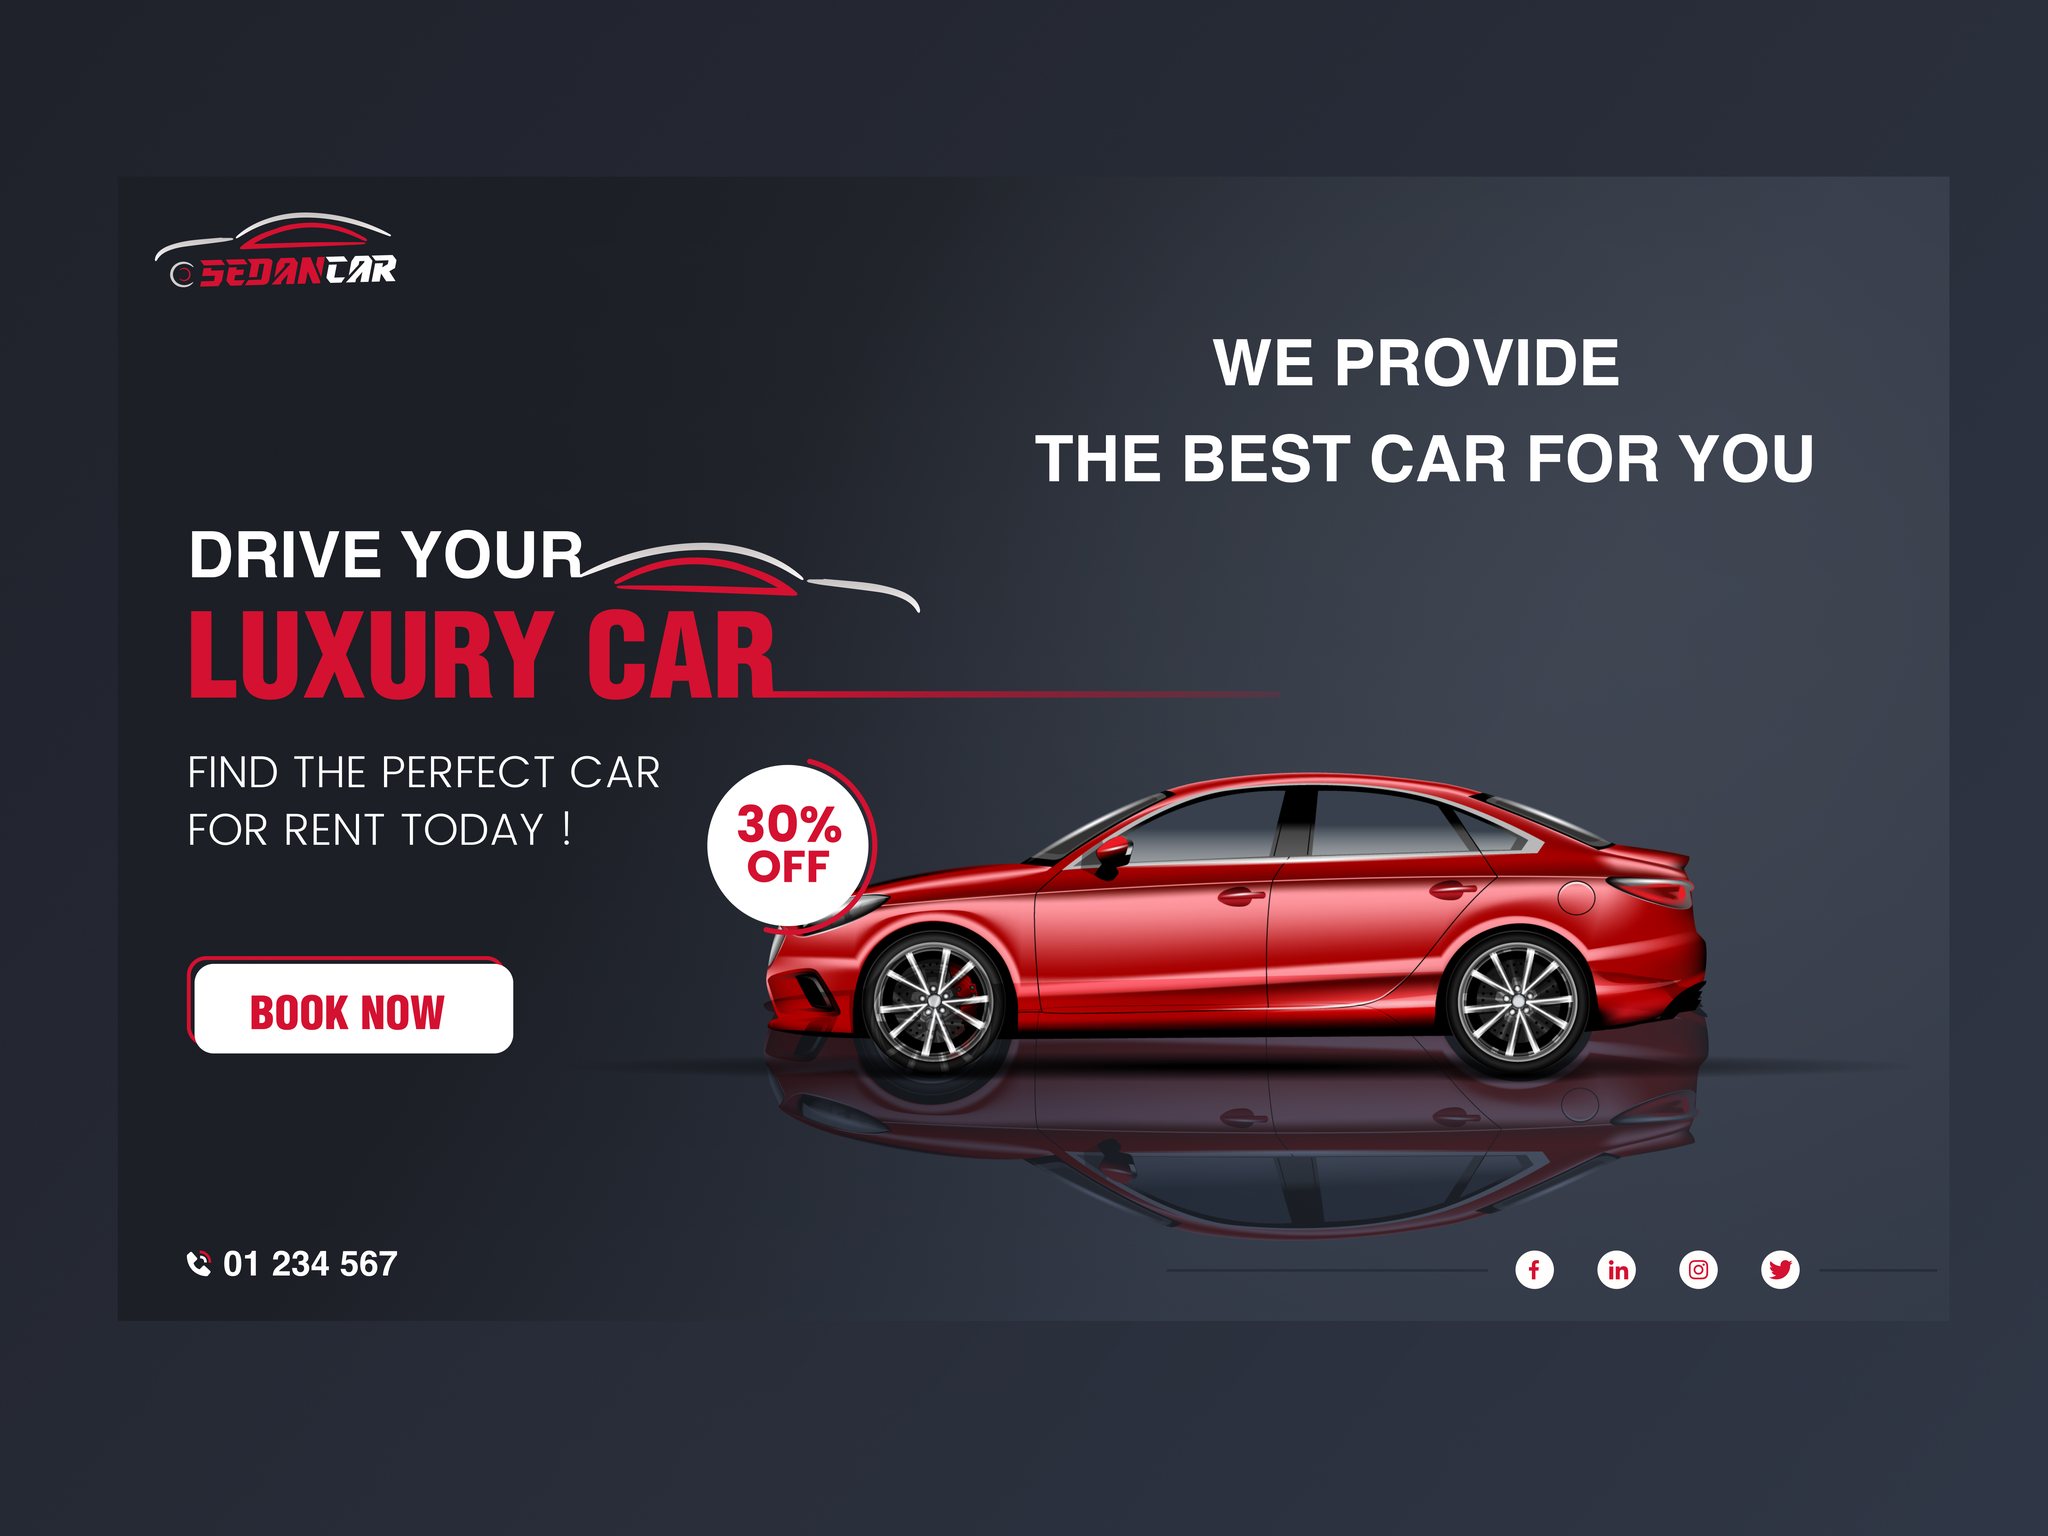 SEDANCAR
WE PROVIDE
THE BEST CAR FOR YOU
DRIVE YOUR
LUXURY CAR
FIND THE PERFECT CAR
FOR RENT TODAY !
30%
OFF
BOOK NOW
01 234 567